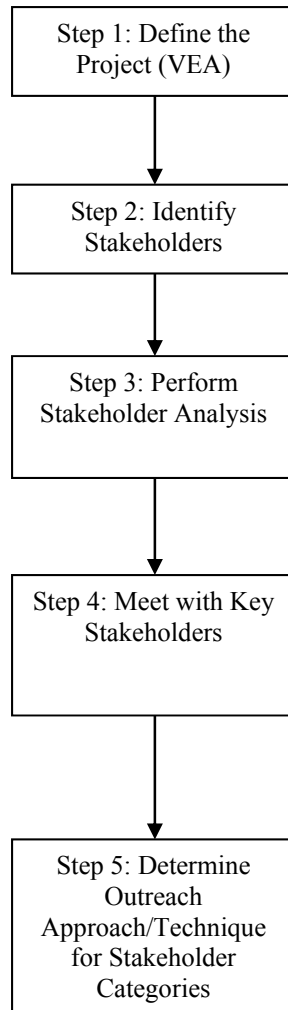 Step 1: Define the
Project (VEA)
Step 2: Identify
Stakeholders
Step 3: Perform
Stakeholder Analysis
Step 4: Meet with Key
Stakeholders
Step 5: Determine
Outreach
Approach/Technique
for Stakeholder
Categories